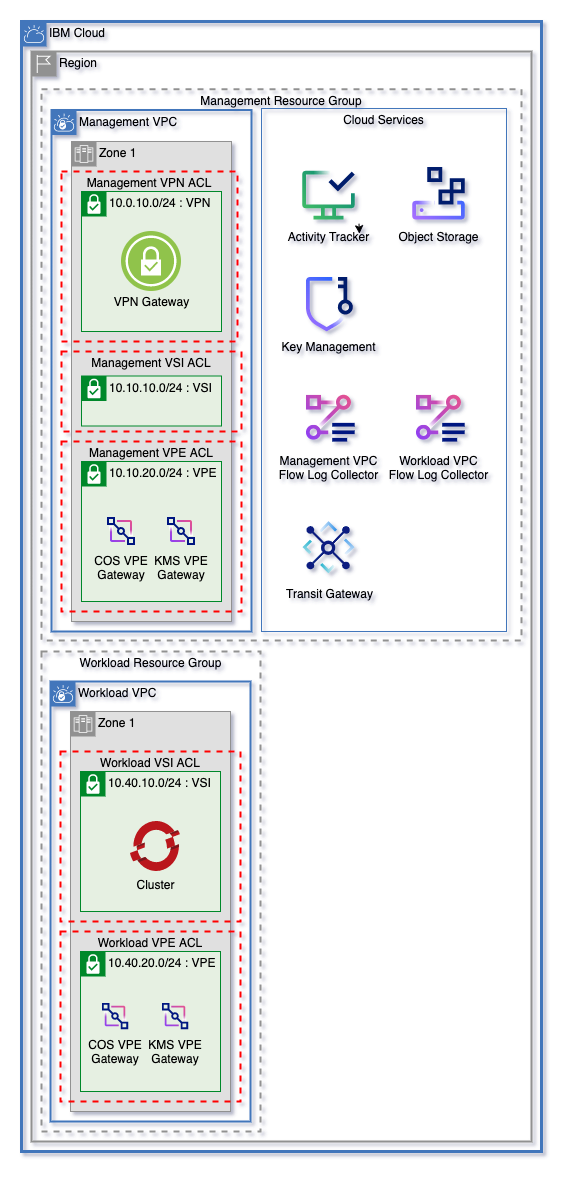 IBM Cloud
Region
Management Resource Group
Management VPC
Zone 1
Management VPN ACL
10.0.10.0/24 : VPN
VPN Gateway
Management VSI ACL
10.10.10.0/24 : VSI
Management VPE ACL
10.10.20.0/24 : VPE
COS VPE
Gateway
KMS VPE
Gateway
Cloud Services
Activity Tracker
Object Storage
Key Management
Management VPC
Flow Log Collector
Workload VPC
Flow Log Collector
Transit Gateway
Workload Resource Group
Workload VPC
Zone 1
Workload VSI ACL
10.40.10.0/24 : VSI
Cluster
Workload VPE ACL
10.40.20.0/24 : VPE
COS VPE
Gateway
KMS VPE
Gateway